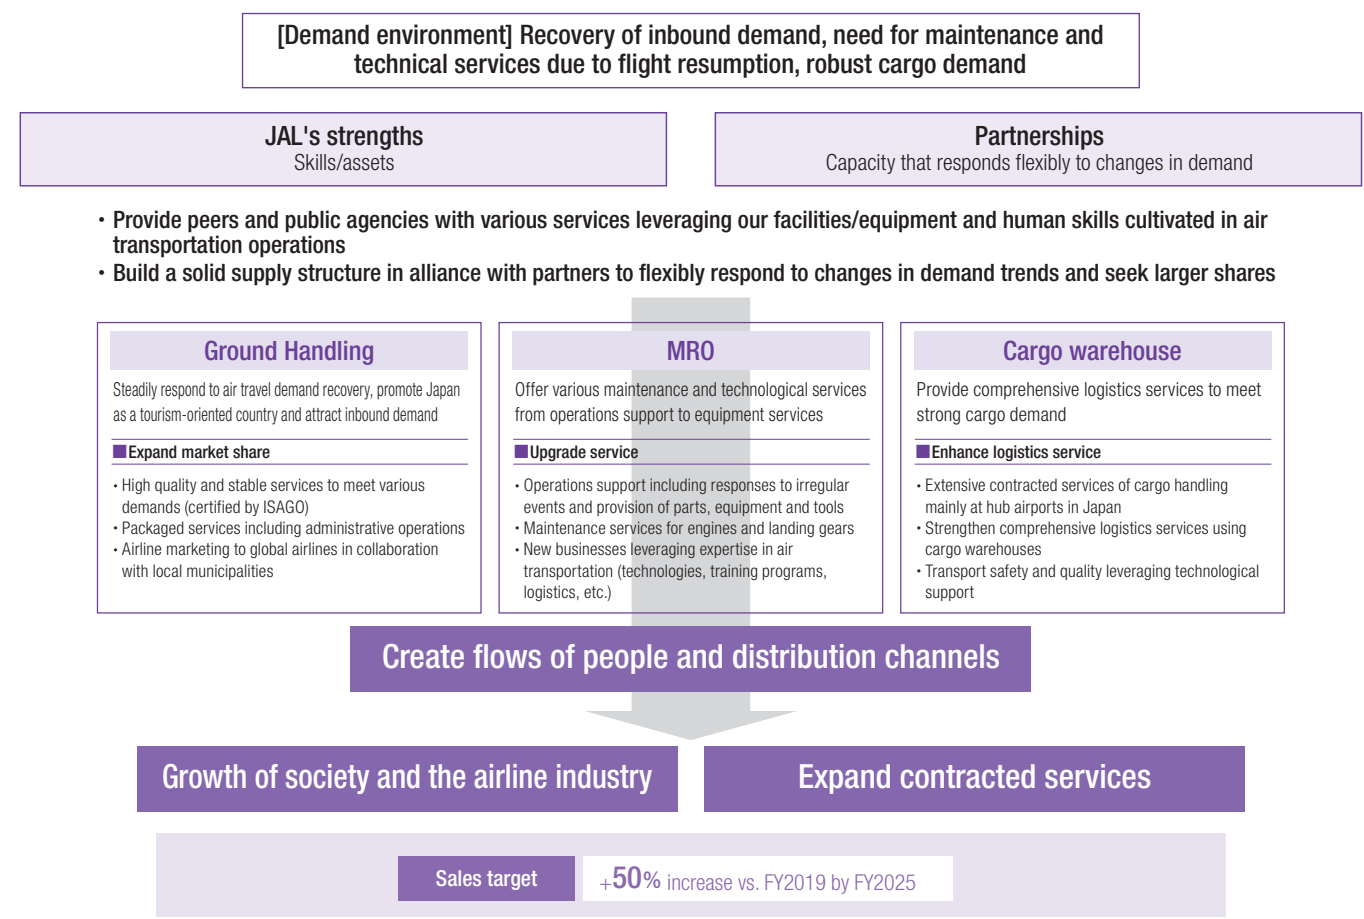 [Demand environment] Recovery of inbound demand, need for maintenance and
technical services due to flight resumption, robust cargo demand
JAL's strengths
Skills/assets
Partnerships
Capacity that responds flexibly to changes in demand
・Provide peers and public agencies with various services leveraging our facilities/equipment and human skills cultivated in air
transportation operations
・Build a solid supply structure in alliance with partners to flexibly respond to changes in demand trends and seek larger shares
Ground Handling
Steadily respond to air travel demand recovery, promote Japan
as a tourism-oriented country and attract inbound demand
■Expand market share
・High quality and stable services to meet various
demands (certified by ISAGO)
・Packaged services including administrative operations
・Airline marketing to global airlines in collaboration
with local municipalities
MRO
Offer various maintenance and technological services
from operations support to equipment services
■Upgrade service
・Operations support including responses to irregular
events and provision of parts, equipment and tools
・Maintenance services for engines and landing gears
・New businesses leveraging expertise in air
transportation (technologies, training programs,
logistics, etc.)
Cargo warehouse
Provide comprehensive logistics services to meet
strong cargo demand
■Enhance logistics service
・Extensive contracted services of cargo handling
mainly at hub airports in Japan
・Strengthen comprehensive logistics services using
cargo warehouses
・Transport safety and quality leveraging technological
support
Create flows of people and distribution channels
Growth of society and the airline industry
Expand contracted services
Sales target
+50% increase vs. FY2019 by FY2025